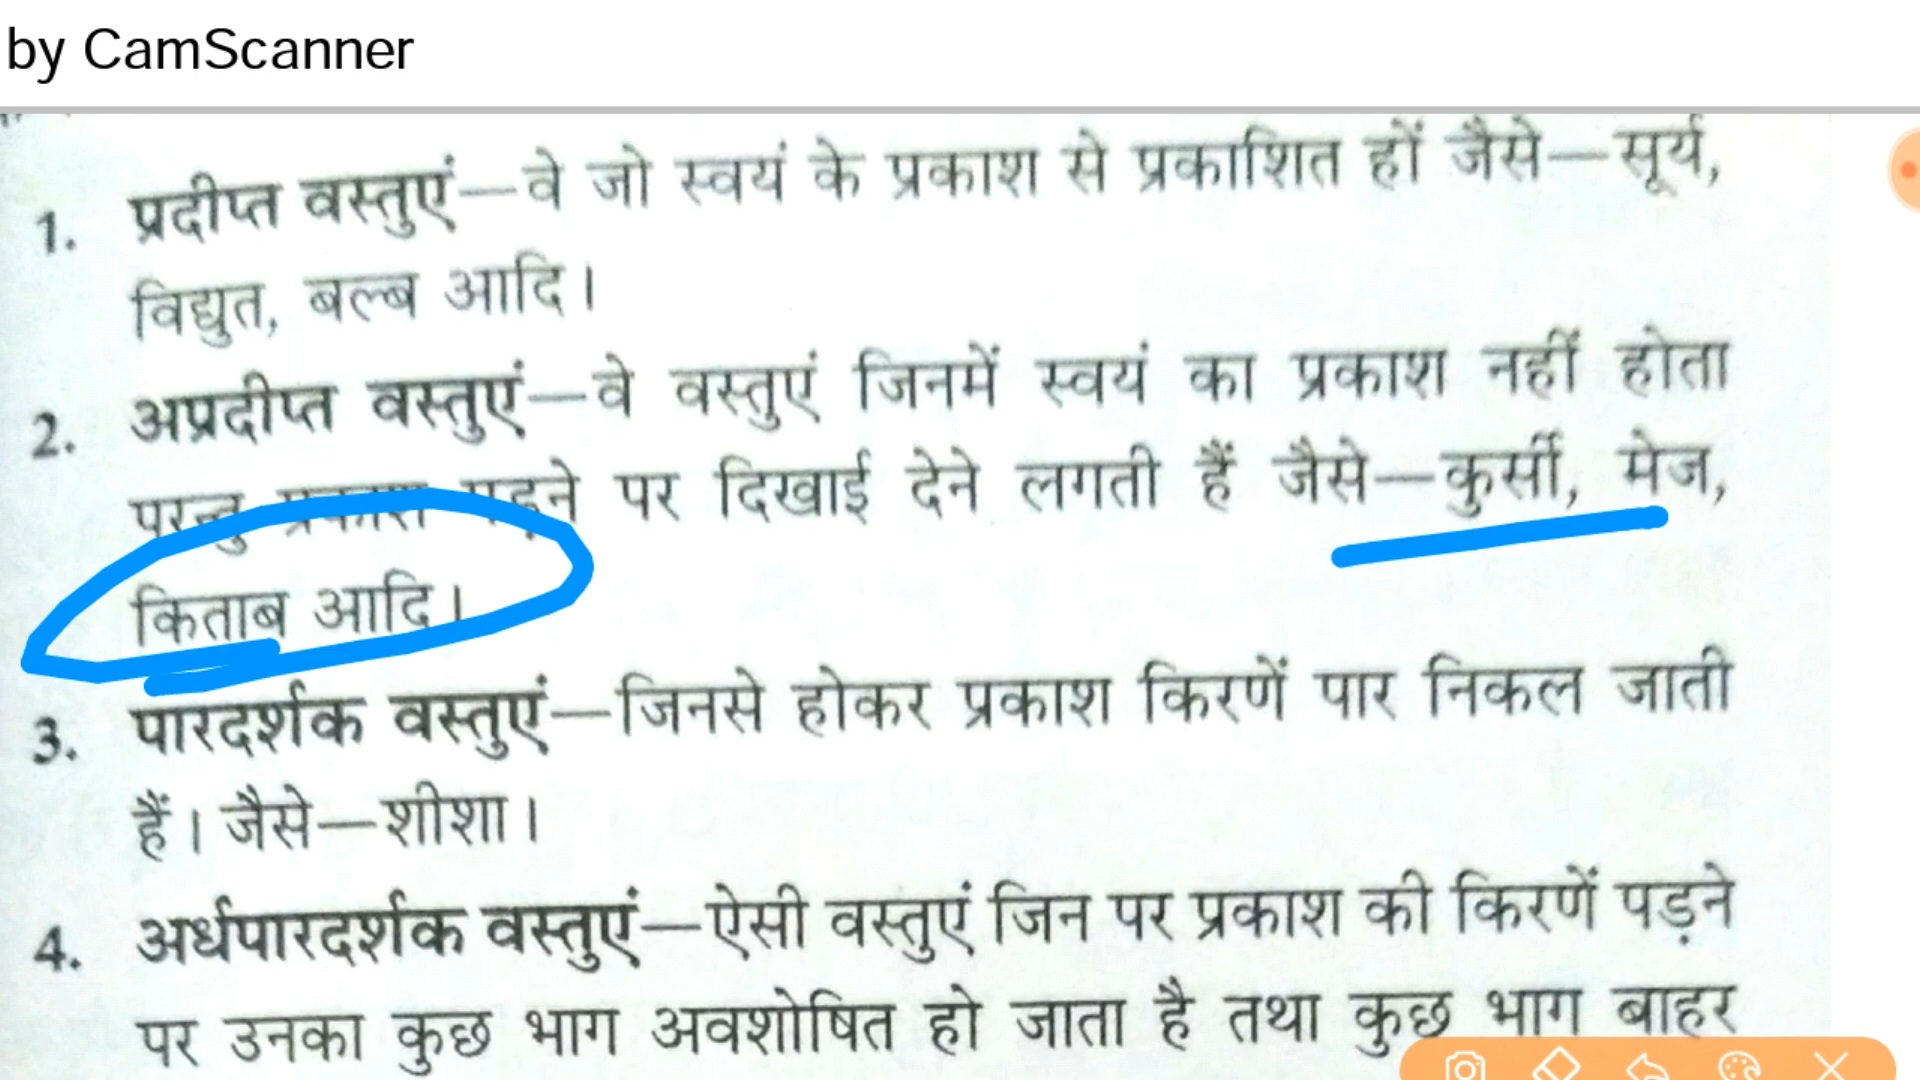 by CamScanner
1. प्रदीप्त वस्तुएं—वे जो स्वयं के प्रकाश से प्रकाशित हों जैसे—सूर्य,
विद्युत, बल्ब आदि।
2. अप्रदीप्त वस्तुएं—वे वस्तुएं जिनमें स्वयं का प्रकाश नहीं होता
परन्तु प्रकाश पड़ने पर दिखाई देने लगती हैं जैसे—कुर्सी, मेज,
किताब आदि।
3. पारदर्शक वस्तुएं—जिनसे होकर प्रकाश किरणें पार निकल जाती
हैं। जैसे—शीशा।
4. अर्धपारदर्शक वस्तुएं—ऐसी वस्तुएं जिन पर प्रकाश की किरणें पड़ने
पर उनका कुछ भाग अवशोषित हो जाता है तथा कुछ भाग बाहर